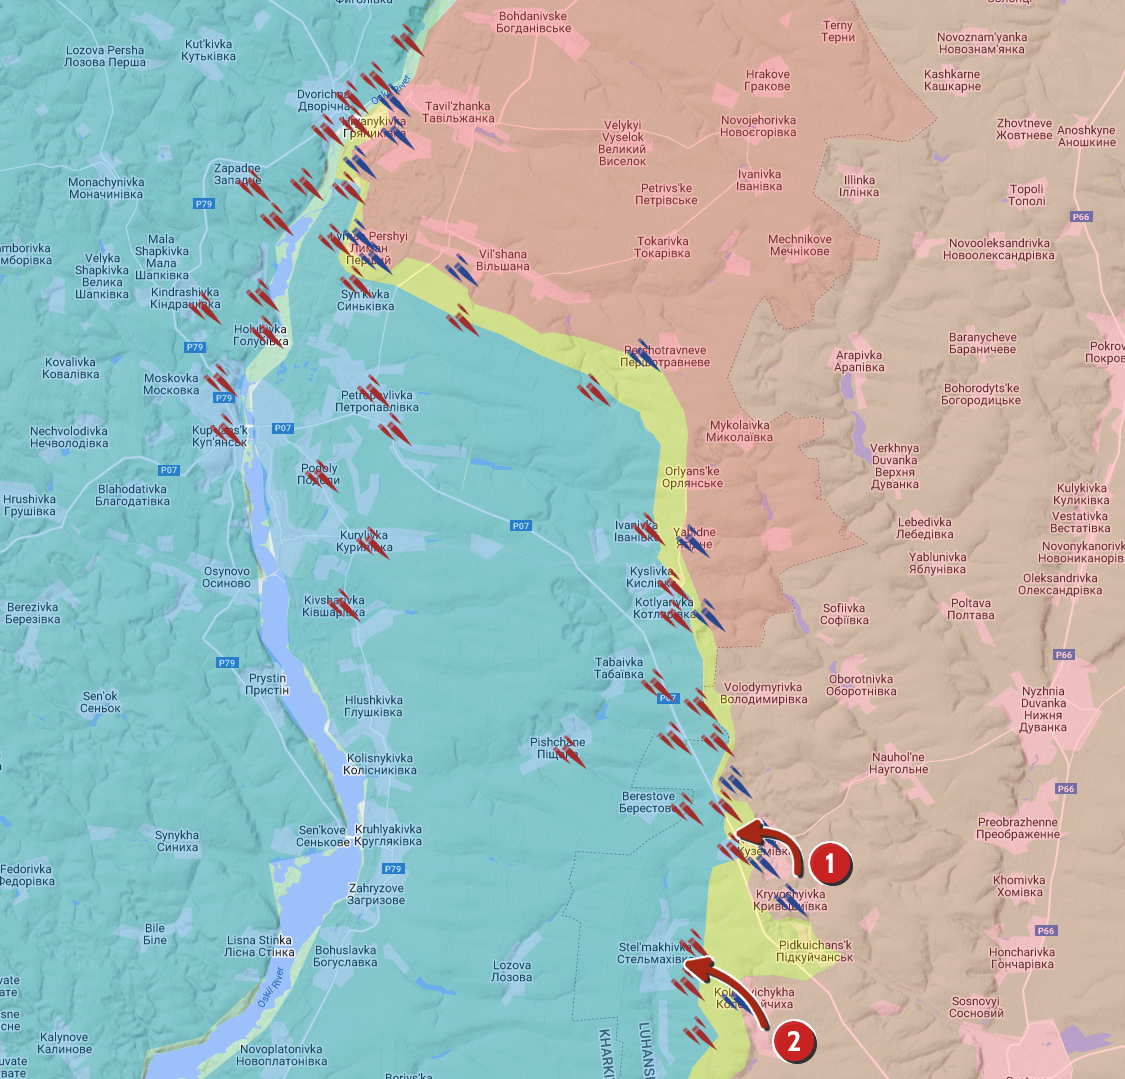 Фиголівка
Bohdanivske
Богданівське
Terny
Терни
Lozova Persha
Лозова Перша
Kut'kivka
Кутьківка
Novoznam'yanka
Новознам'янка
Hrakove
Гракове
Kashkarne
Кашкарне
Dvorichna
Дворічна
Oskil River
Tavil'zhanka
Тавільжанка
Velykyi
Vyselok
Великий
Виселок
Novojehorivka
Новоєгорівка
Zhovtneve
Жовтневе
Anoshkyne
Аношкине
Zapadne
Западне
Monachynivka
Моначинівка
P79
Petrivs'ke
Петрівське
Ivanivka
Іванівка
Illinka
Іллінка
Topoli
Тополі
P66
amborivka
мборівка
Velyka
Shapkivka
Велика
Шапківка
Mala
Shapkivka
Мала
Шапківка
Lyman Pershyi
Лиман
Перший
Vil'shana
Вільшана
Tokarivka
Токарівка
Mechnikove
Мечнікове
Novooleksandrivka
Новоолександрівка
Kindrashivka
Кіндрашівка
Syn'kivka
Синьківка
Holubivka
Голубівка
P79
Pershotravneve
Першотравневе
Arapivka
Арапівка
Baranycheve
Бараничеве
Pokrov
Покров
Kovalivka
Ковалівка
Moskovka
Московка
P79
Petropavlivka
Петропавлівка
Bohorodyts'ke
Богородицьке
Nechvolodivka
Нечволодівка
Kup'yans'k
Куп'янськ
P07
Mykolaivka
Миколаївка
P07
Podoly
Подоли
Orlyans'ke
Орлянське
Verkhnya
Duvanka
Верхня
Дуванка
Hrushivka
Грушівка
Blahodativka
Благодатівка
Kulykivka
Куликівка
P07
Ivanivka
Іванівка
Yahidne
Ягідне
Lebedivka
Лебедівка
Vestativka
Вестатівка
Kurylivka
Курилівка
Yablunivka
Яблунівка
Novonykanorivk
Новониканорів
Osynovo
Осиново
Kyslivka
Кислівка
Oleksandrivka
Олександрівка
Berezivka
Березівка
Kivsharivka
Ківшарівка
Kotlyarivka
Котлярівка
Sofiivka
Софіївка
Poltava
Полтава
P79
Tabaivka
Табаївка
P66
Prystin
Пристін
P07
Volodymyrivka
Володимирівка
Oborotnivka
Оборотнівка
Sen'ok
Сеньок
Hlushkivka
Глушківка
Nyzhnia
Duvanka
Нижня
Дуванка
Pishchane
Піщане
Kolisnykivka
Колісниківка
Nauhol'ne
Наугольне
P66
Berestove
Берестове
Synykha
Синиха
Sen'kove
Сенькове
Kruhlyakivka
Кругляківка
Preobrazhenne
Преображенне
Куземівка
1
Fedorivka
Федорівка
P79
Zahryzove
Загризове
Kryvoshyivka
Кривошиївка
Khomivka
Хомівка
Bile
Біле
P66
Lisna Stinka
Лісна Стінка
Bohuslavka
Богуславка
Lozova
Лозова
Stel'makhivka
Стельмахівка
Pidkuichans'k
Підкуйчанськ
Honcharivka
Гончарівка
Oskil River
Kolomyichykha
Коломийчиха
Sosnovyi
Сосновий
Kalynove
Калинове
Novoplatonivka
Новоплатонівка
2
KHARKI
LUHANS
Borivs'ka